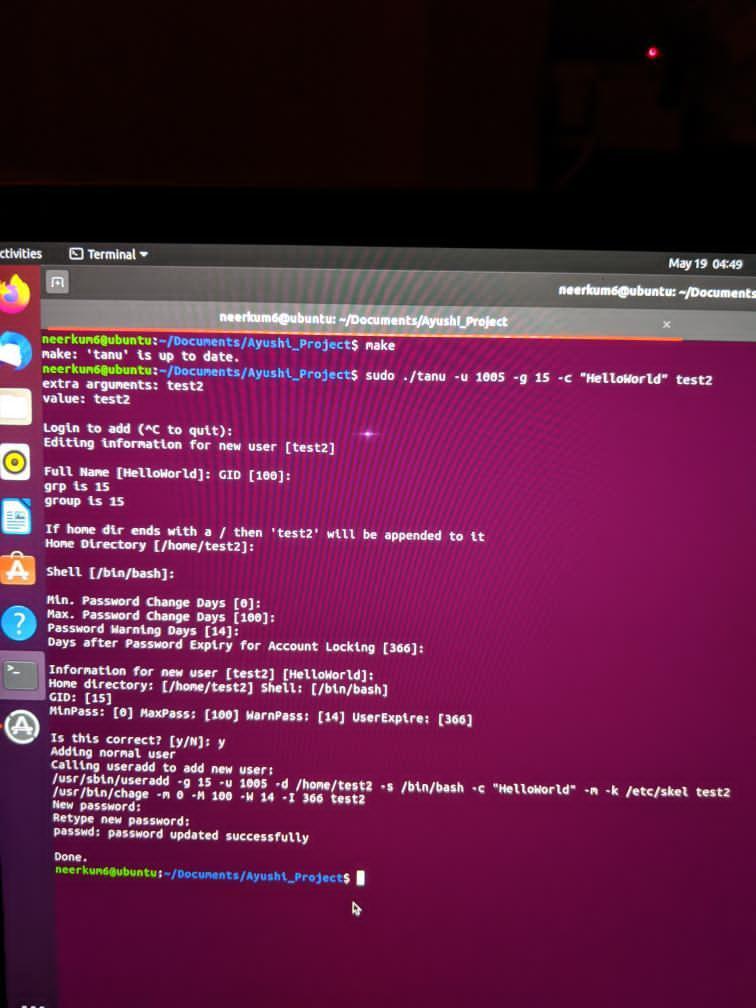 ctivities
Terminal
May 19 04:49
neerkum6@ubuntu: ~/Documents
neerkum6@ubuntu: ~/Documents/Ayushi_Project
neerkum6@ubuntu:~/Documents/Ayushi_Project$ make
make: 'tanu' is up to date.
neerkum6@ubuntu:~/Documents/Ayushi_Project$ sudo ./tanu -u 1005 -g 15 -c "HelloWorld" test2
extra arguments: test2
value: test2
Login to add (^C to quit):
Editing information for new user [test2]
Full Name [HelloWorld]: GID [100]:
grp is 15
group is 15
If home dir ends with a / then 'test2' will be appended to it
Home Directory [/home/test2]:
Shell [/bin/bash]:
Min. Password Change Days [0]:
Max. Password Change Days [100]:
Password Warning Days [14]:
Days after Password Expiry for Account Locking [366]:
Information for new user [test2] [HelloWorld]:
Home directory: [/home/test2] Shell: [/bin/bash]
GID: [15]
MinPass: [0] MaxPass: [100] WarnPass: [14] UserExpire: [366]
Is this correct? [y/N]: y
Adding normal user
Calling useradd to add new user:
/usr/sbin/useradd -g 15 -u 1005 -d /home/test2 -s /bin/bash -c "HelloWorld" -m -k /etc/skel test2
/usr/bin/chage -m 0 -M 100 -W 14 -I 366 test2
New password:
Retype new password:
passwd: password updated successfully
Done.
neerkum6@ubuntu:~/Documents/Ayushi_Project$